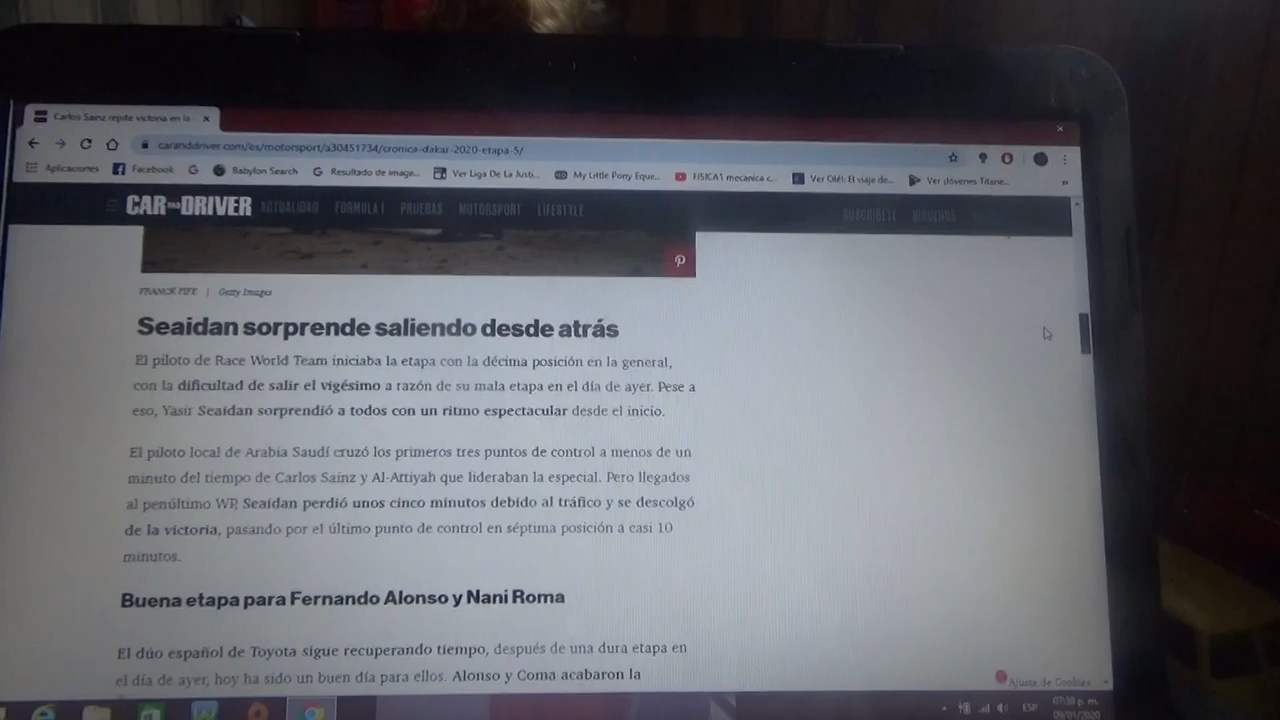 Carlos Sainz repite victoria en la
caranddriver.com/es/motorsport/a30451734/cronica-dakar-2020-etapa-5/
Aplicaciones Facebook Babylon Search Resultado de imagn... Ver Liga De La Justi... My Little Pony Eque... FISICA1 mecanica c... Ver Olé!: El viaje de... Ver Jóvenes Titane...
CAR AND DRIVER ACTUALIDAD FORMULA 1 PRUEBAS MOTORSPORT LIFESTYLE SUSCRÍBETE SÍGUENOS
FRANCK FIFE | Getty Images
Seaidan sorprende saliendo desde atrás
El piloto de Race World Team iniciaba la etapa con la décima posición en la general,
con la dificultad de salir el vigésimo a razón de su mala etapa en el día de ayer. Pese a
eso, Yasir Seaidan sorprendió a todos con un ritmo espectacular desde el inicio.
El piloto local de Arabia Saudí cruzó los primeros tres puntos de control a menos de un
minuto del tiempo de Carlos Sainz y Al-Attiyah que lideraban la especial. Pero llegados
al penúltimo WP, Seaidan perdió unos cinco minutos debido al tráfico y se descolgó
de la victoria, pasando por el último punto de control en séptima posición a casi 10
minutos.
Buena etapa para Fernando Alonso y Nani Roma
El dúo español de Toyota sigue recuperando tiempo, después de una dura etapa en
el día de ayer, hoy ha sido un buen día para ellos. Alonso y Coma acabaron la
Ajuste de Cookies
ESP 07:38 p. m.
09/01/2020